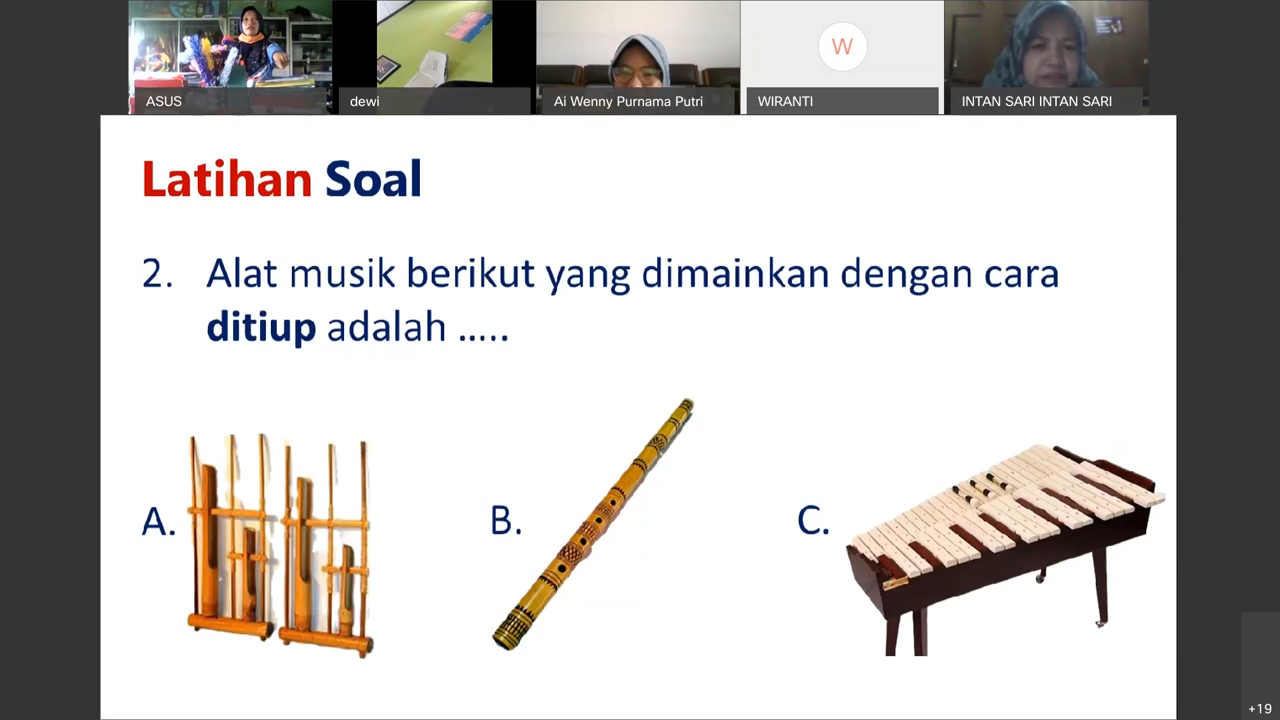 ASUS
dewi
Ai Wenny Purnama Putri
W
WIRANTI
INTAN SARI INTAN SARI
Latihan Soal
2. Alat musik berikut yang dimainkan dengan cara
ditiup adalah .....
A.
B.
C.
+19